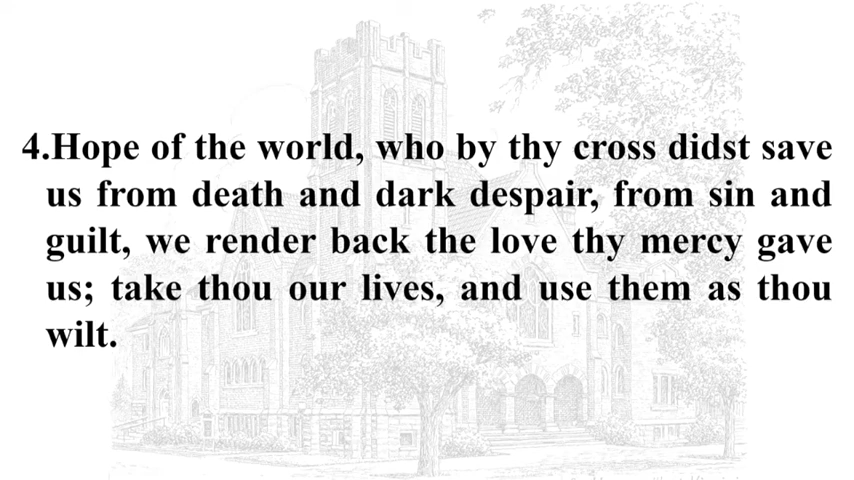 4.Hope of the world, who by thy cross didst save
us from death and dark despair, from sin and
guilt, we render back the love thy mercy gave
us; take thou our lives, and use them as thou
wilt.